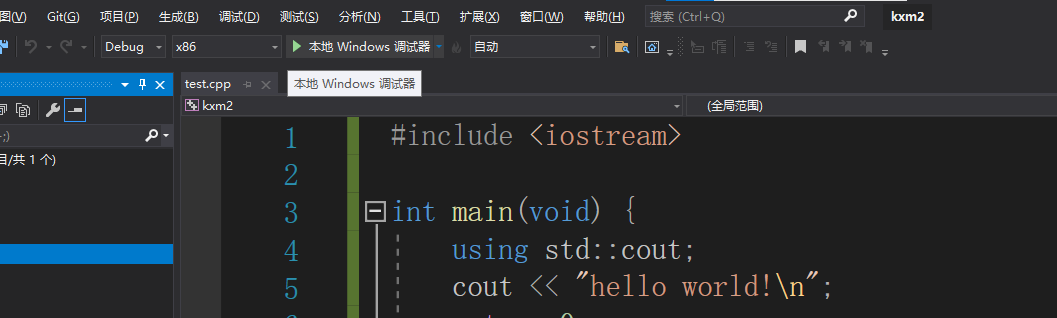 图(V) Git(G) 项目(P) 生成(B) 调试(D) 测试(S) 分析(N) 工具(T) 扩展(X) 窗口(W) 帮助(H) 搜索 (Ctrl+Q) kxm2
Debug x86 本地 Windows 调试器 自动
test.cpp 本地 Windows 调试器
kxm2 (全局范围)
-;)
目/共 1 个)
1 #include <iostream>
2
3 int main(void) {
4 using std::cout;
5 cout << "hello world!\n";